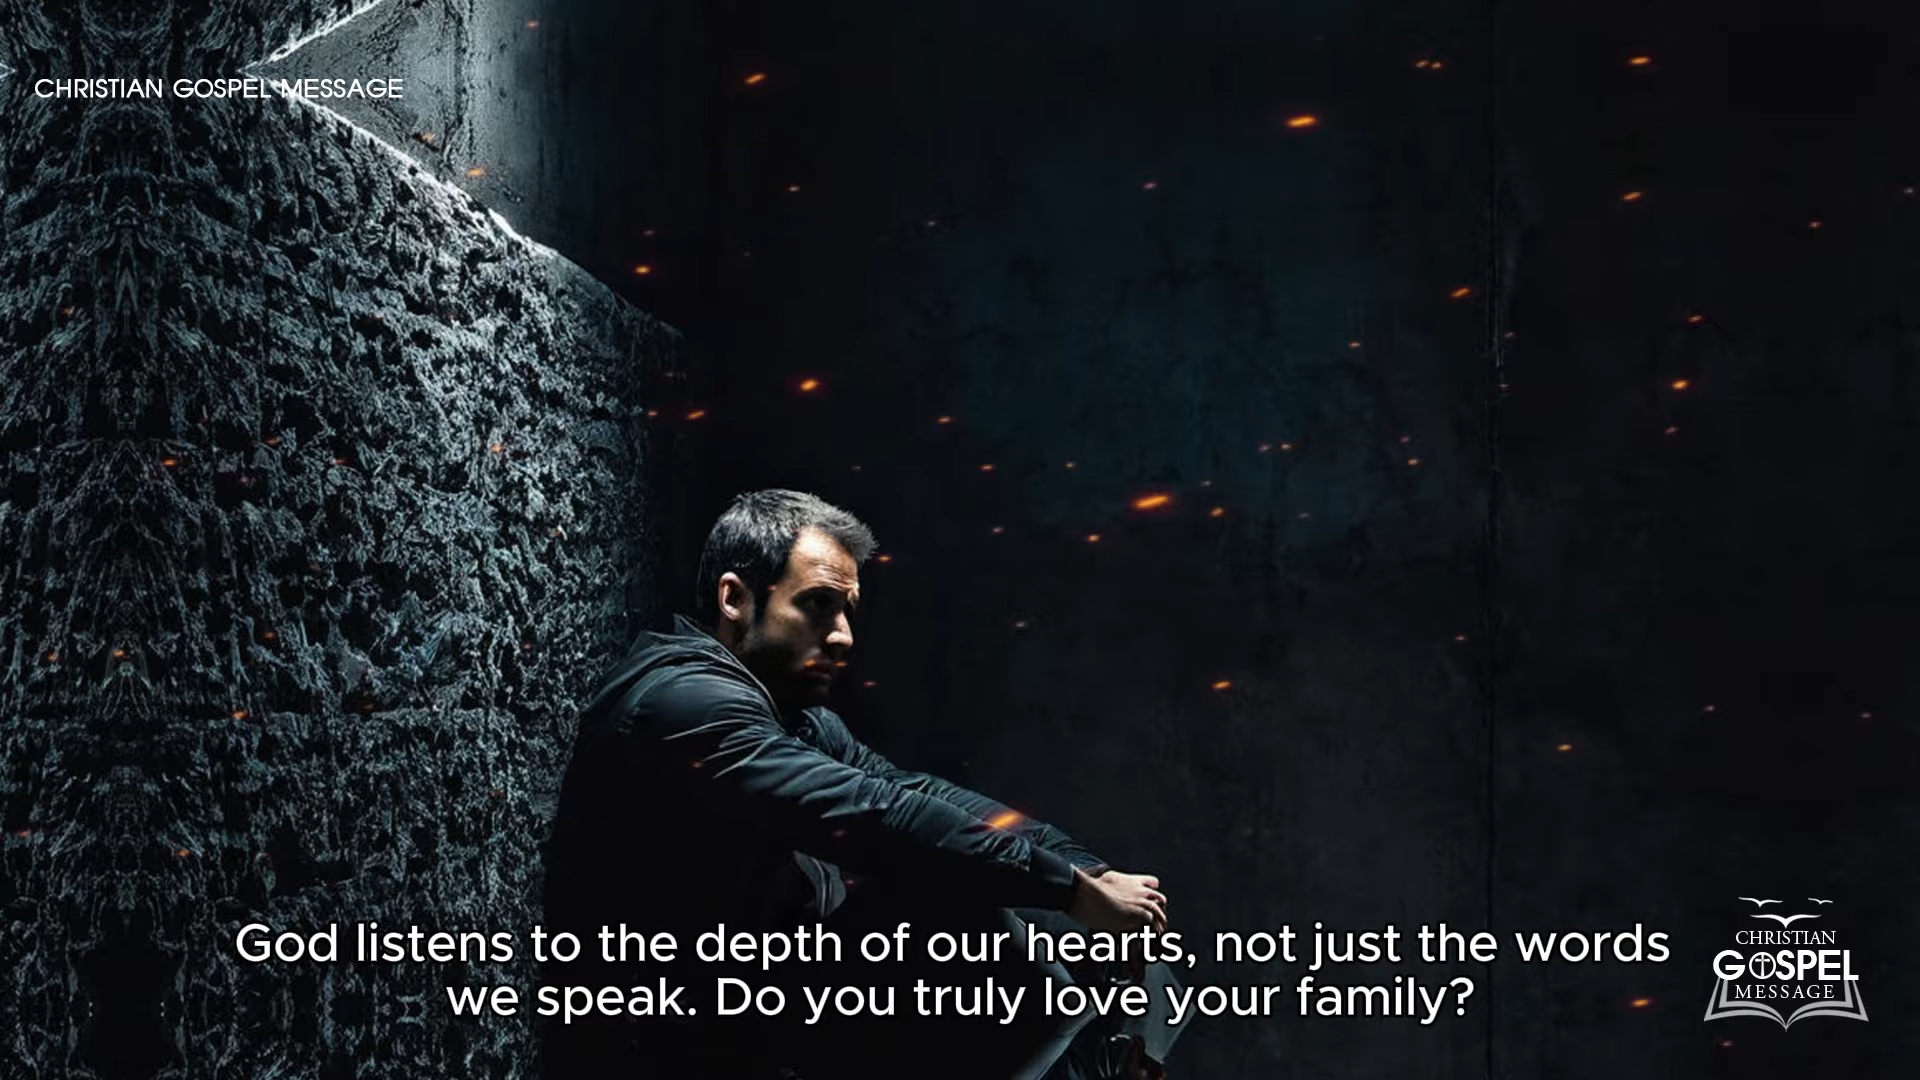 CHRISTIAN GOSPEL MESSAGE
God listens to the depth of our hearts, not just the words
we speak. Do you truly love your family?
CHRISTIAN
GOSPEL
MESSAGE